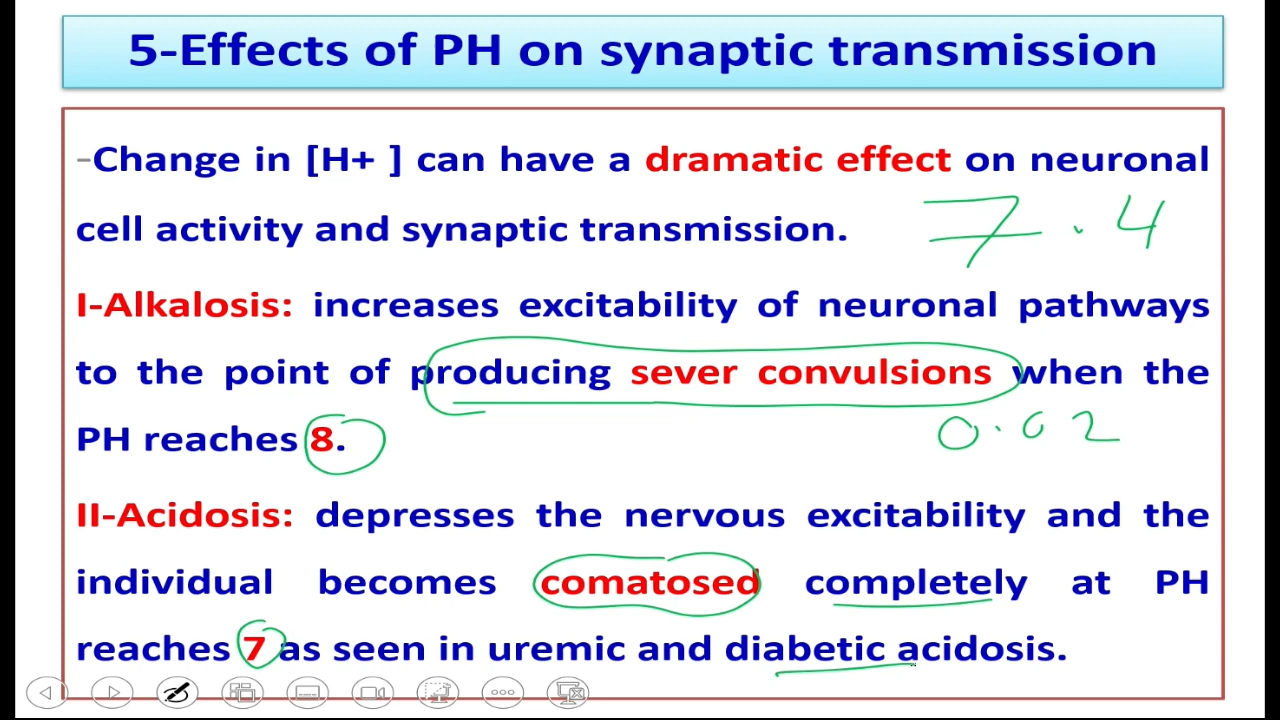 5-Effects of PH on synaptic transmission
-Change in [H+ ] can have a dramatic effect on neuronal
cell activity and synaptic transmission.
7.4
I-Alkalosis: increases excitability of neuronal pathways
to the point of producing sever convulsions when the
PH reaches 8.
0.02
II-Acidosis: depresses the nervous excitability and the
individual becomes comatosed completely at PH
reaches 7 as seen in uremic and diabetic acidosis.